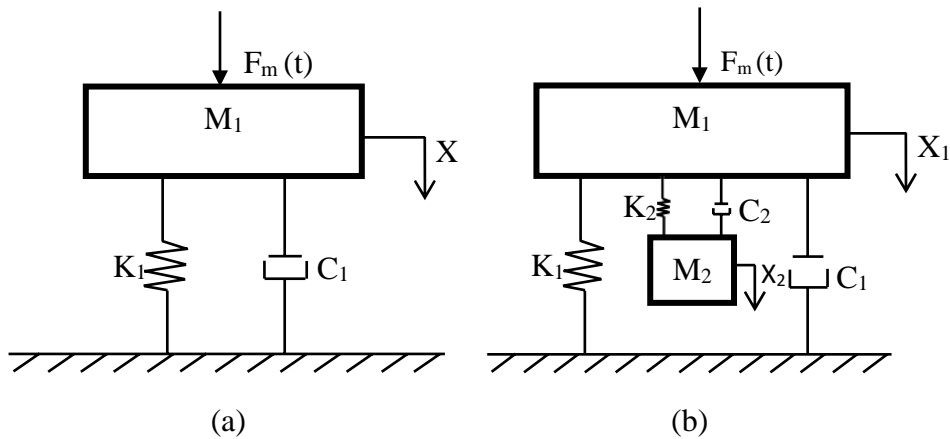 Fₘ (t)
M₁
X
K₁
C₁
(a)
Fₘ (t)
M₁
X₁
K₂
C₂
K₁
M₂
X₂
C₁
(b)